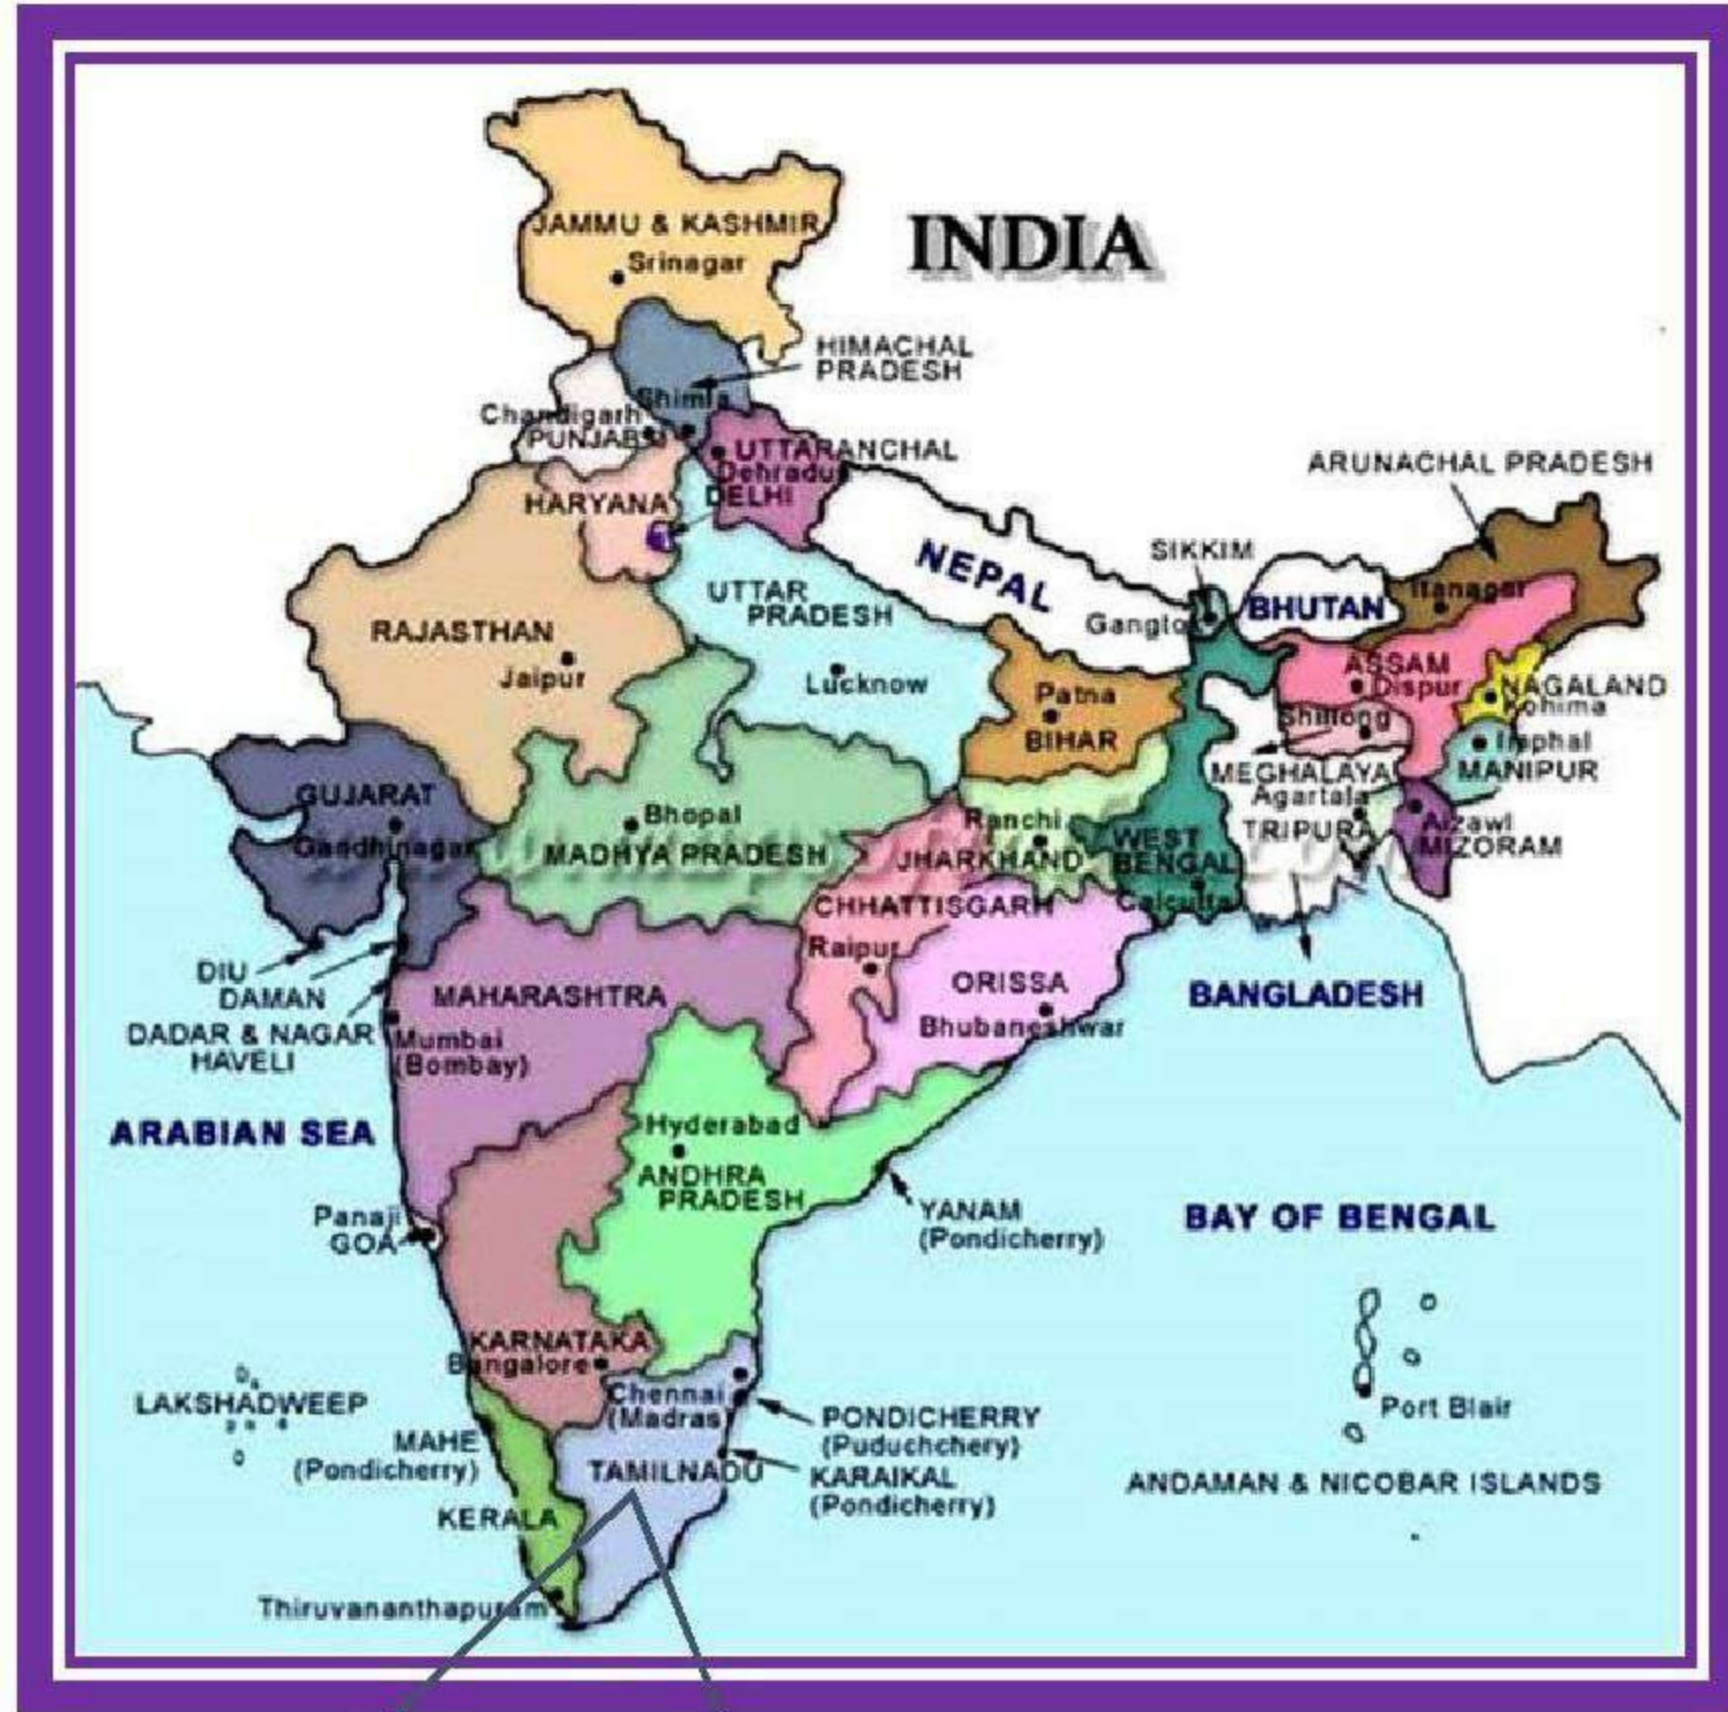 JAMMU & KASHMIR
Srinagar
INDIA
HIMACHAL
PRADESH
Shimla
Chandigarh
PUNJAB
UTTARANCHAL
Dehradu
DELHI
HARYANA
ARUNACHAL PRADESH
NEPAL
SIKKIM
Gangto
BHUTAN
Itanagar
UTTAR
PRADESH
Lucknow
RAJASTHAN
Jaipur
ASSAM
Dispur
NAGALAND
Kohima
Patna
BIHAR
Shillong
Imphal
MANIPUR
MEGHALAYA
Agartala
TRIPURA
Aizawl
MIZORAM
GUJARAT
Gandhinagar
Bhopal
MADHYA PRADESH
Ranchi
JHARKHAND
WEST
BENGAL
Calcutta
CHHATTISGARH
Raipur
DIU
DAMAN
DADAR & NAGAR
HAVELI
MAHARASHTRA
Mumbai
(Bombay)
ORISSA
Bhubaneshwar
BANGLADESH
ARABIAN SEA
Hyderabad
ANDHRA
PRADESH
YANAM
(Pondicherry)
BAY OF BENGAL
Panaji
GOA
KARNATAKA
Bangalore
LAKSHADWEEP
Chennai
(Madras
PONDICHERRY
(Puduchchery)
Port Blair
MAHE
(Pondicherry)
TAMILNADU
KARAIKAL
(Pondicherry)
ANDAMAN & NICOBAR ISLANDS
KERALA
Thiruvananthapuram